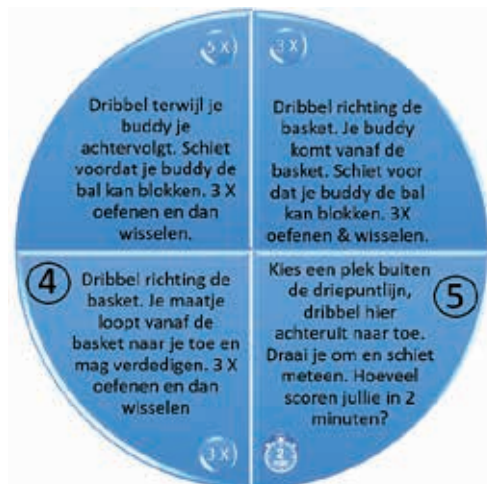 5 X
Dribbel terwijl je
buddy je
achtervolgt. Schiet
voordat je buddy de
bal kan blokken. 3 X
oefenen en dan
wisselen.
3 X
Dribbel richting de
basket. Je buddy
komt vanaf de
basket. Schiet voor
dat je buddy de bal
kan blokken. 3X
oefenen & wisselen.
4
Dribbel richting de
basket. Je maatje
loopt vanaf de
basket naar je toe en
mag verdedigen. 3 X
oefenen en dan
wisselen
3 X
Kies een plek buiten
de driepuntlijn,
dribbel hier
achteruit naar toe.
Draai je om en schiet
meteen. Hoeveel
scoren jullie in 2
minuten?
5
2